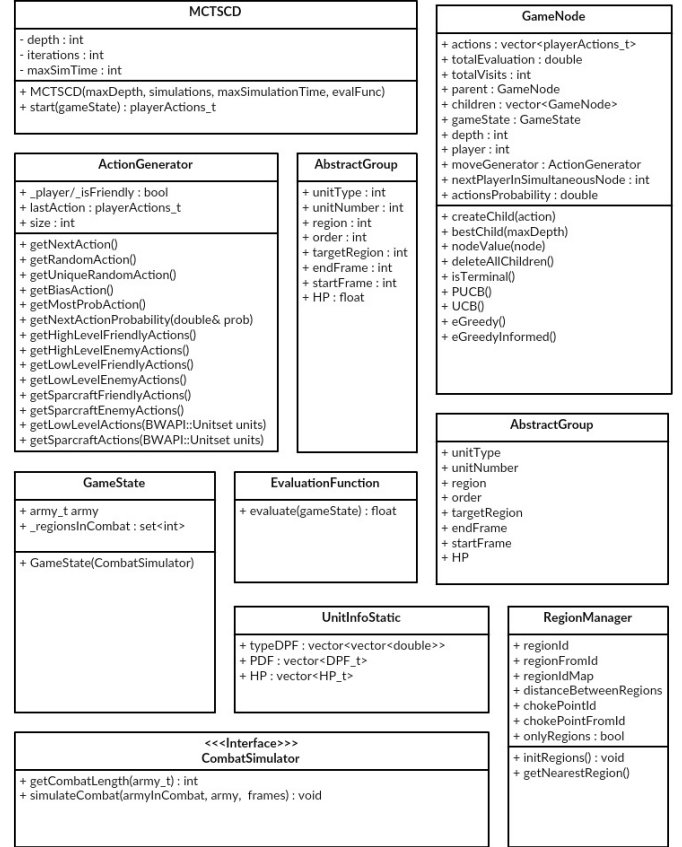 MCTSCD
- depth : int
- iterations : int
- maxSimTime : int
+ MCTSCD(maxDepth, simulations, maxSimulationTime, evalFunc)
+ start(gameState) : playerActions_t
GameNode
+ actions : vector<playerActions_t>
+ totalEvaluation : double
+ totalVisits : int
+ parent : GameNode
+ children : vector<GameNode>
+ gameState : GameState
+ depth : int
+ player : int
+ moveGenerator : ActionGenerator
+ nextPlayerInSimultaneousNode : int
+ actionsProbability : double
+ createChild(action)
+ bestChild(maxDepth)
+ nodeValue(node)
+ deleteAllChildren()
+ isTerminal()
+ PUCB()
+ UCB()
+ eGreedy()
+ eGreedyInformed()
ActionGenerator
+ _player/_isFriendly : bool
+ lastAction : playerActions_t
+ size : int
+ getNextAction()
+ getRandomAction()
+ getUniqueRandomAction()
+ getBiasAction()
+ getMostProbAction()
+ getNextActionProbability(double& prob)
+ getHighLevelFriendlyActions()
+ getHighLevelEnemyActions()
+ getLowLevelFriendlyActions()
+ getLowLevelEnemyActions()
+ getSparcraftFriendlyActions()
+ getSparcraftEnemyActions()
+ getLowLevelActions(BWAPI::Unitset units)
+ getSparcraftActions(BWAPI::Unitset units)
AbstractGroup
+ unitType : int
+ unitNumber : int
+ region : int
+ order : int
+ targetRegion : int
+ endFrame : int
+ startFrame : int
+ HP : float
AbstractGroup
+ unitType
+ unitNumber
+ region
+ order
+ targetRegion
+ endFrame
+ startFrame
+ HP
GameState
+ army_t army
+ _regionsInCombat : set<int>
+ GameState(CombatSimulator)
EvaluationFunction
+ evaluate(gameState) : float
UnitInfoStatic
+ typeDPF : vector<vector<double>>
+ PDF : vector<DPF_t>
+ HP : vector<HP_t>
RegionManager
+ regionId
+ regionFromId
+ regionIdMap
+ distanceBetweenRegions
+ chokePointId
+ chokePointFromId
+ onlyRegions : bool
+ initRegions() : void
+ getNearestRegion()
<<<Interface>>>
CombatSimulator
+ getCombatLength(army_t) : int
+ simulateCombat(armyInCombat, army, frames) : void